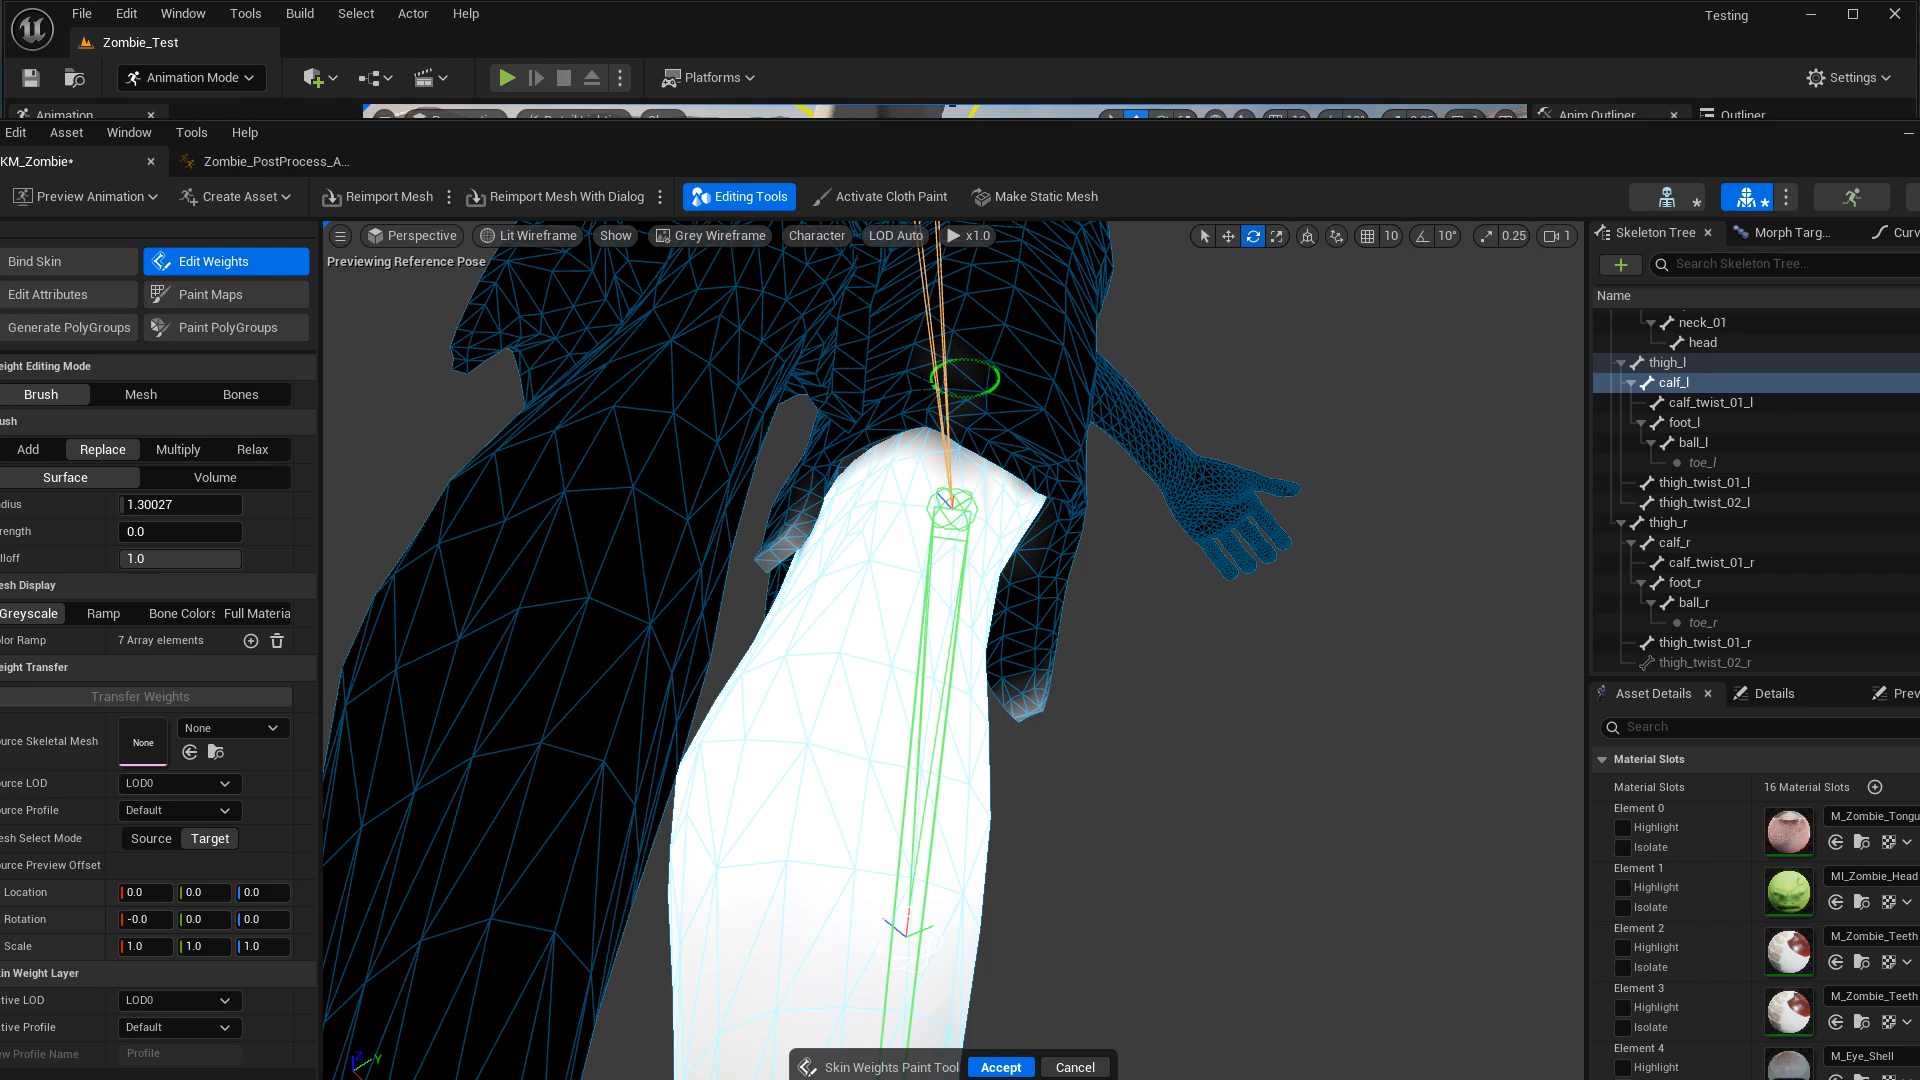 File Edit Window Tools Build Select Actor Help
Testing
Zombie_Test
Animation Mode
Platforms
Settings
Animation
Anim Outliner
Outliner
Edit Asset Window Tools Help
KM_Zombie*
Zombie_PostProcess_A...
Preview Animation
Create Asset
Reimport Mesh
Reimport Mesh With Dialog
Editing Tools
Activate Cloth Paint
Make Static Mesh
Perspective
Lit Wireframe
Show
Grey Wireframe
Character
LOD Auto
x1.0
10
10°
0.25
1
Previewing Reference Pose
Bind Skin
Edit Weights
Edit Attributes
Paint Maps
Generate PolyGroups
Paint PolyGroups
eight Editing Mode
Brush Mesh Bones
ush
Add Replace Multiply Relax
Surface Volume
dius 1.30027
rength 0.0
lloff 1.0
esh Display
Greyscale Ramp Bone Colors Full Materia
olor Ramp 7 Array elements
eight Transfer
Transfer Weights
urce Skeletal Mesh None None
urce LOD LOD0
urce Profile Default
esh Select Mode Source Target
urce Preview Offset
Location 0.0 0.0 0.0
Rotation -0.0 0.0 0.0
Scale 1.0 1.0 1.0
kin Weight Layer
tive LOD LOD0
tive Profile Default
ew Profile Name Profile
Z
Y
Skin Weights Paint Tool Accept Cancel
Skeleton Tree
Morph Targ...
Curv
Search Skeleton Tree...
Name
neck_01
head
thigh_l
calf_l
calf_twist_01_l
foot_l
ball_l
toe_l
thigh_twist_01_l
thigh_twist_02_l
thigh_r
calf_r
calf_twist_01_r
foot_r
ball_r
toe_r
thigh_twist_01_r
thigh_twist_02_r
Asset Details
Details
Prev
Search
Material Slots
Material Slots 16 Material Slots
Element 0
Highlight
Isolate
M_Zombie_Tongu
Element 1
Highlight
Isolate
MI_Zombie_Head
Element 2
Highlight
Isolate
M_Zombie_Teeth
Element 3
Highlight
Isolate
M_Zombie_Teeth
Element 4
Highlight
M_Eye_Shell